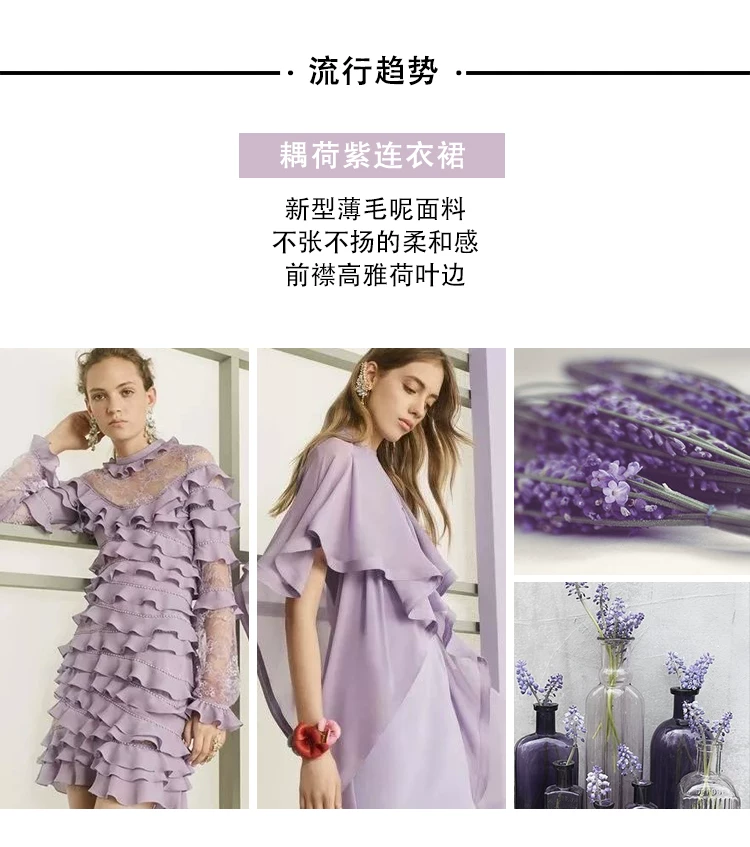 · 流行趋势 ·
耦荷紫连衣裙
新型薄毛呢面料
不张不扬的柔和感
前襟高雅荷叶边